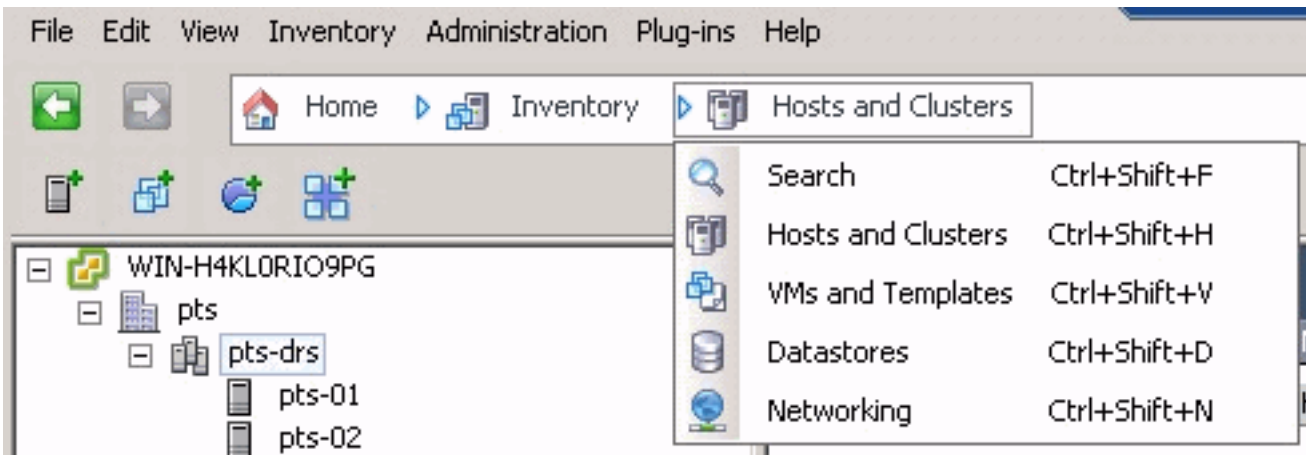 File Edit View Inventory Administration Plug-ins Help
Home Inventory Hosts and Clusters
Search Ctrl+Shift+F
Hosts and Clusters Ctrl+Shift+H
VMs and Templates Ctrl+Shift+V
Datastores Ctrl+Shift+D
Networking Ctrl+Shift+N
WIN-H4KL0RIO9PG
pts
pts-drs
pts-01
pts-02